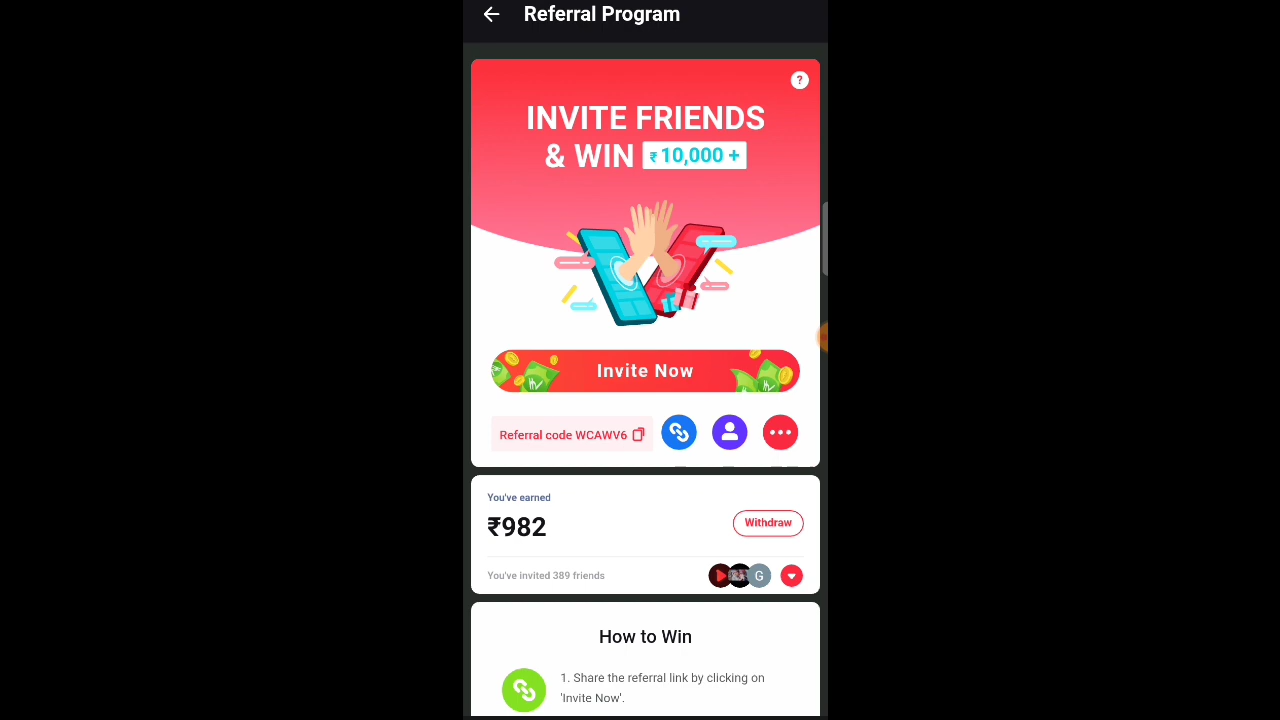 Referral Program
?
INVITE FRIENDS
& WIN ₹ 10,000 +
Invite Now
Referral code WCAWV6
You've earned
₹982
Withdraw
You've invited 389 friends
G
How to Win
1. Share the referral link by clicking on
'Invite Now'.